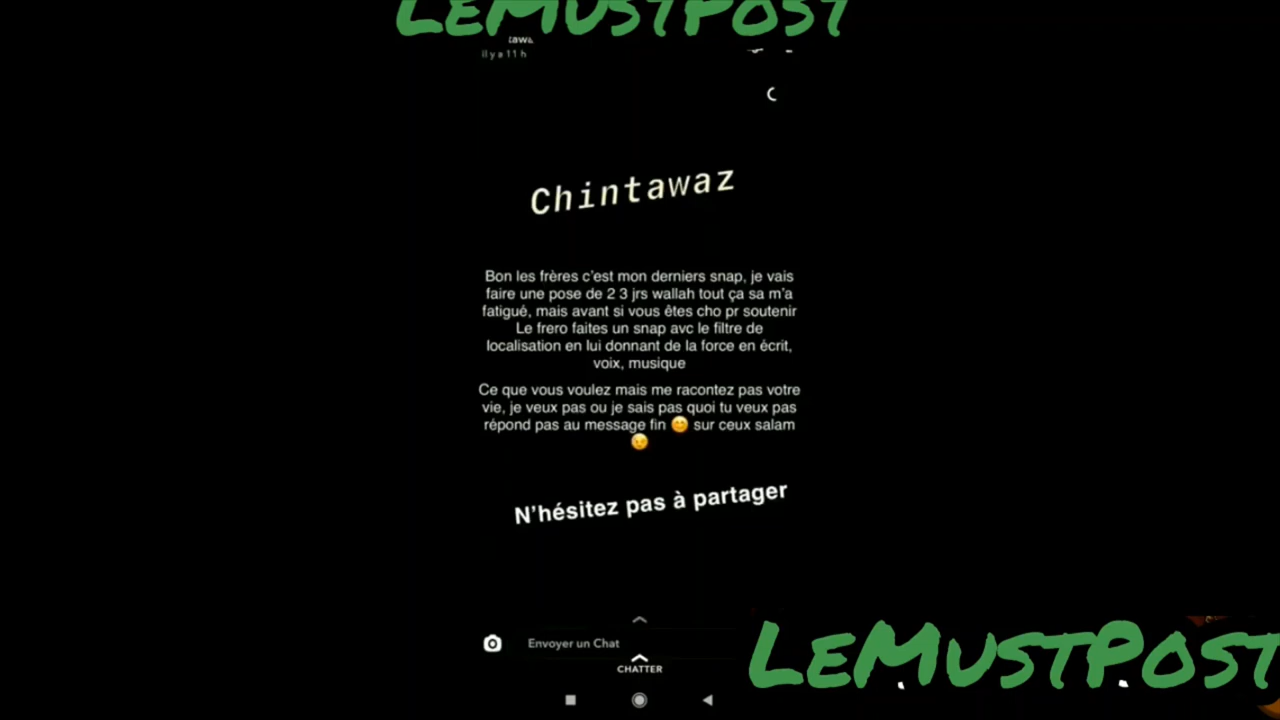 LeMustPost
il y a 11 h
Chintawaz
Bon les frères c'est mon derniers snap, je vais
faire une pose de 2 3 jrs wallah tout ça sa m'a
fatigué, mais avant si vous êtes cho pr soutenir
Le frero faites un snap avc le filtre de
localisation en lui donnant de la force en écrit,
voix, musique
Ce que vous voulez mais me racontez pas votre
vie, je veux pas ou je sais pas quoi tu veux pas
répond pas au message fin 😊 sur ceux salam
😉
N'hésitez pas à partager
Envoyer un Chat
CHATTER
LeMustPost